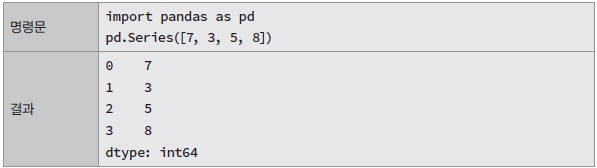 명령문
import pandas as pd
pd.Series([7, 3, 5, 8])
결과
0    7
1    3
2    5
3    8
dtype: int64